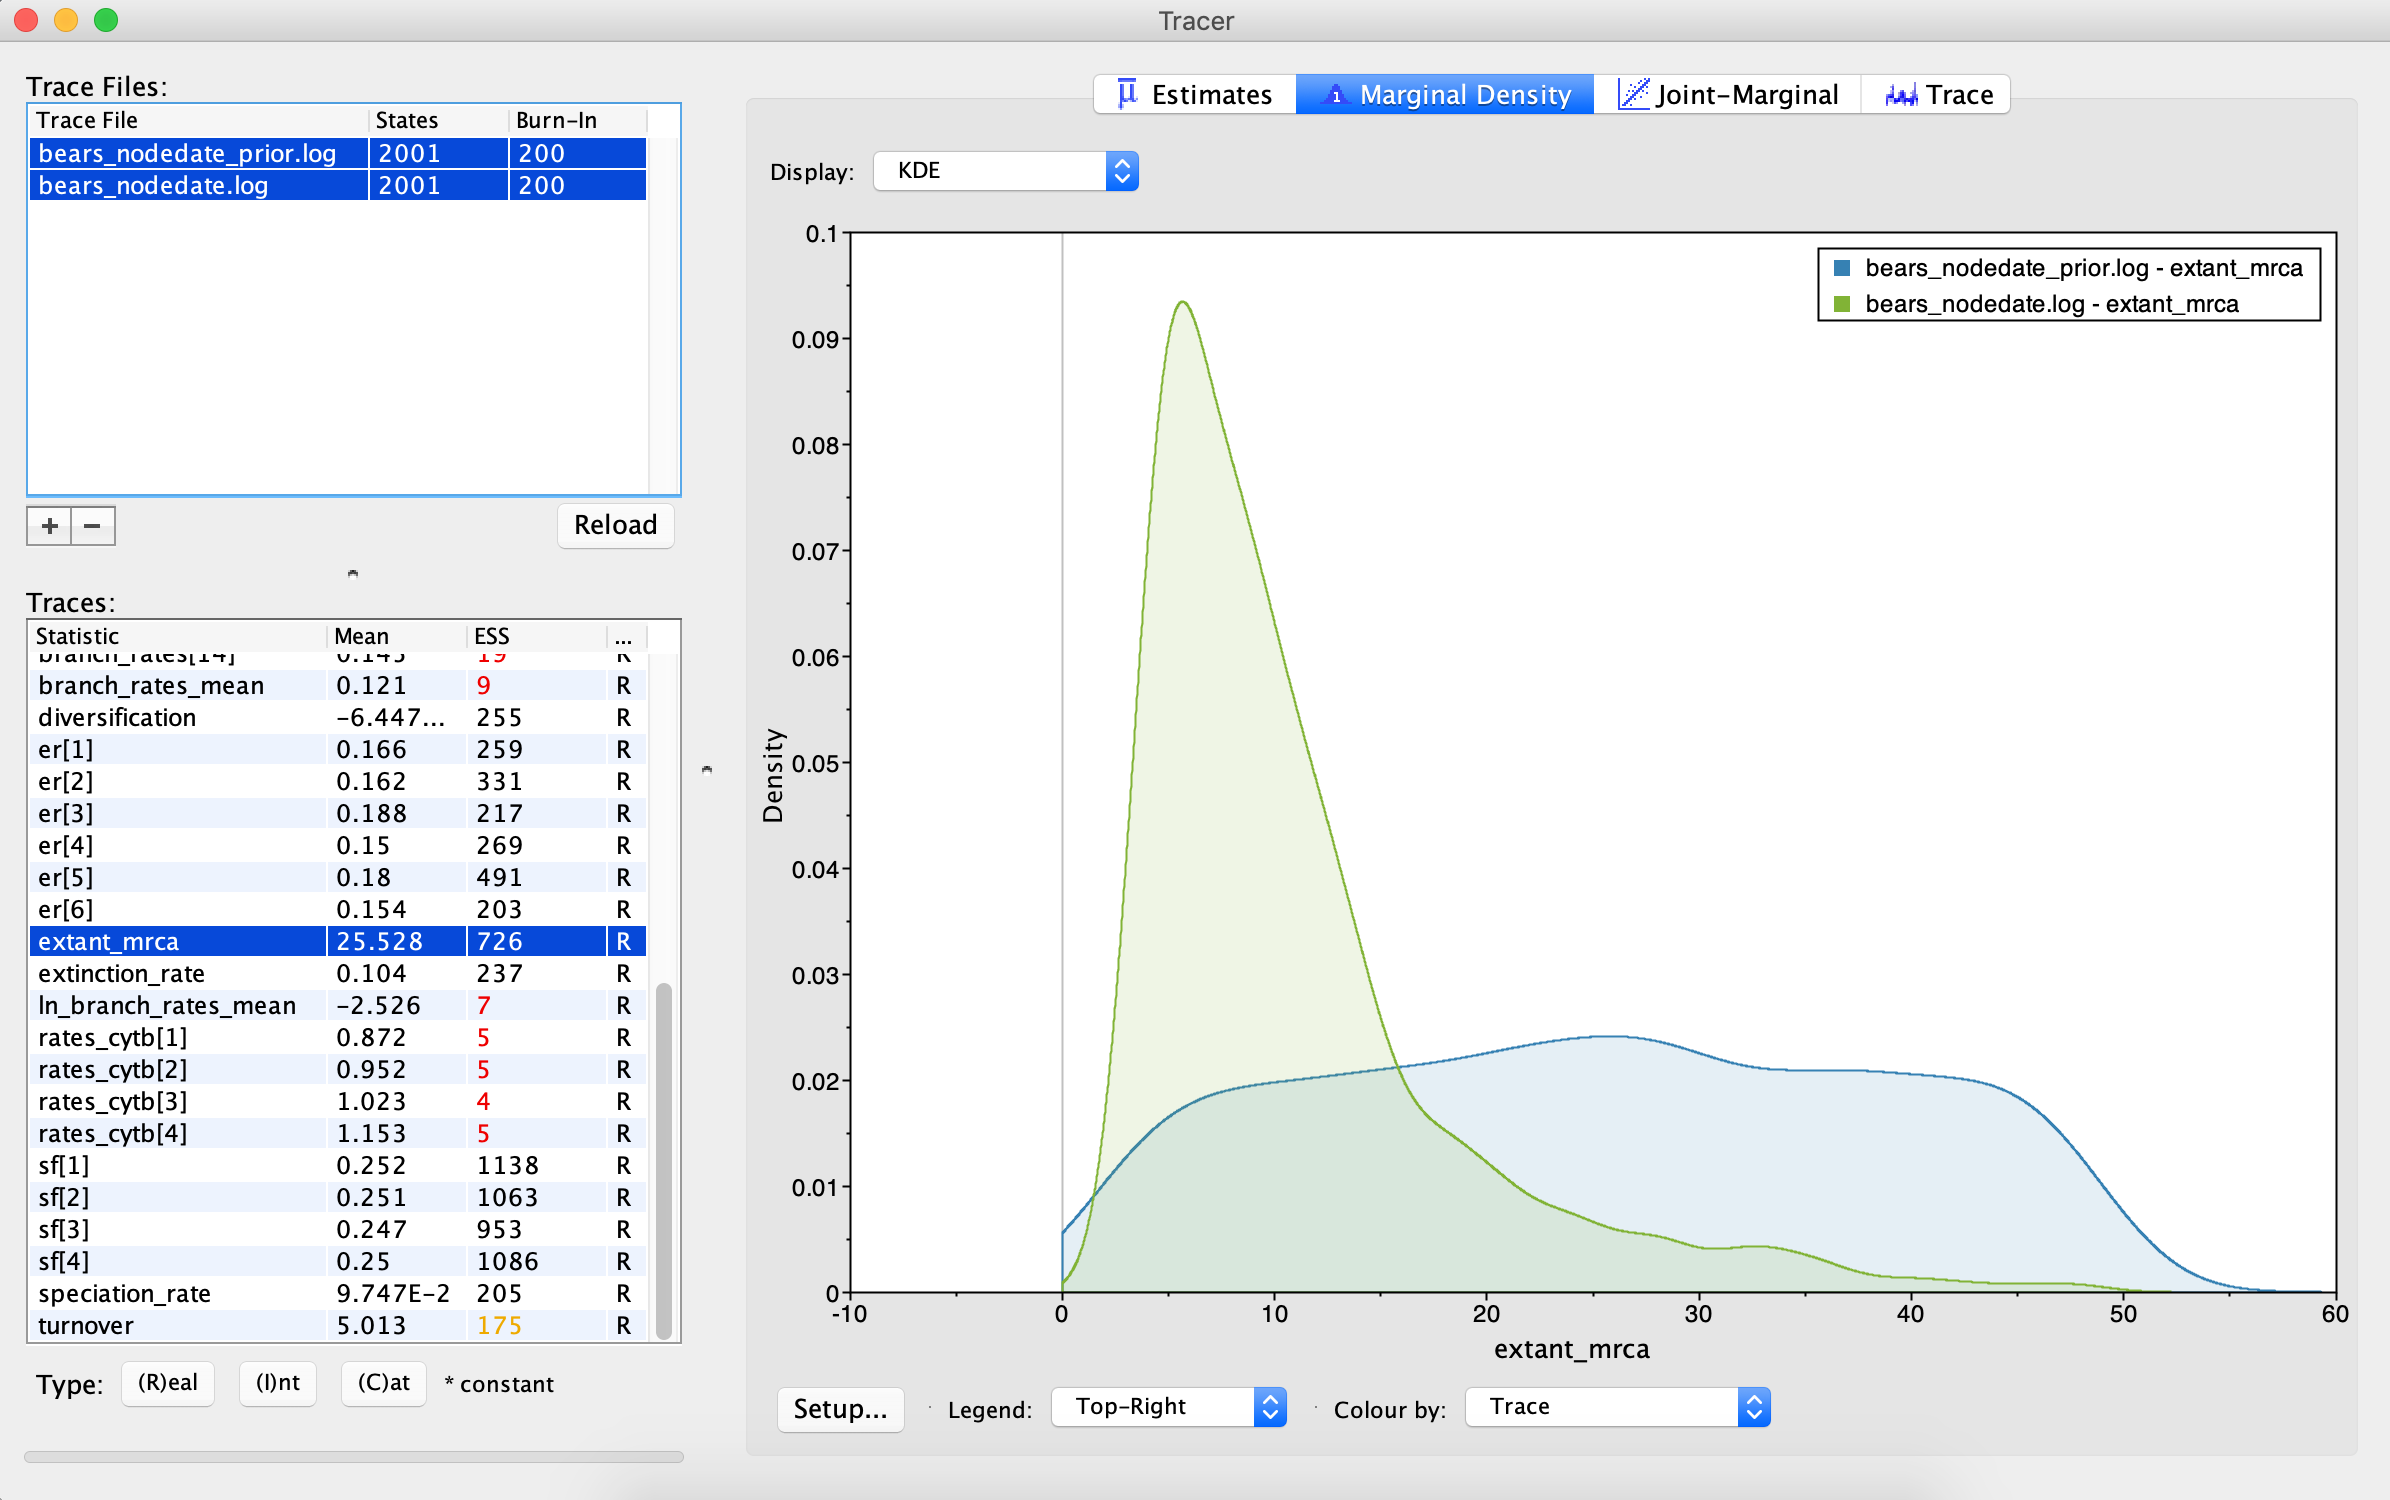 Tracer
Trace Files:
Trace File States Burn-In
bears_nodedate_prior.log 2001 200
bears_nodedate.log 2001 200
+ − Reload
Traces:
Statistic Mean ESS ...
branch_rates[14] 0.145 19 R
branch_rates_mean 0.121 9 R
diversification −6.447... 255 R
er[1] 0.166 259 R
er[2] 0.162 331 R
er[3] 0.188 217 R
er[4] 0.15 269 R
er[5] 0.18 491 R
er[6] 0.154 203 R
extant_mrca 25.528 726 R
extinction_rate 0.104 237 R
ln_branch_rates_mean −2.526 7 R
rates_cytb[1] 0.872 5 R
rates_cytb[2] 0.952 5 R
rates_cytb[3] 1.023 4 R
rates_cytb[4] 1.153 5 R
sf[1] 0.252 1138 R
sf[2] 0.251 1063 R
sf[3] 0.247 953 R
sf[4] 0.25 1086 R
speciation_rate 9.747E-2 205 R
turnover 5.013 175 R
Type: (R)eal (I)nt (C)at * constant
Estimates Marginal Density Joint-Marginal Trace
Display: KDE
bears_nodedate_prior.log - extant_mrca
bears_nodedate.log - extant_mrca
0.1
0.09
0.08
0.07
0.06
0.05
0.04
0.03
0.02
0.01
0
Density
-10 0 10 20 30 40 50 60
extant_mrca
Setup... Legend: Top-Right Colour by: Trace